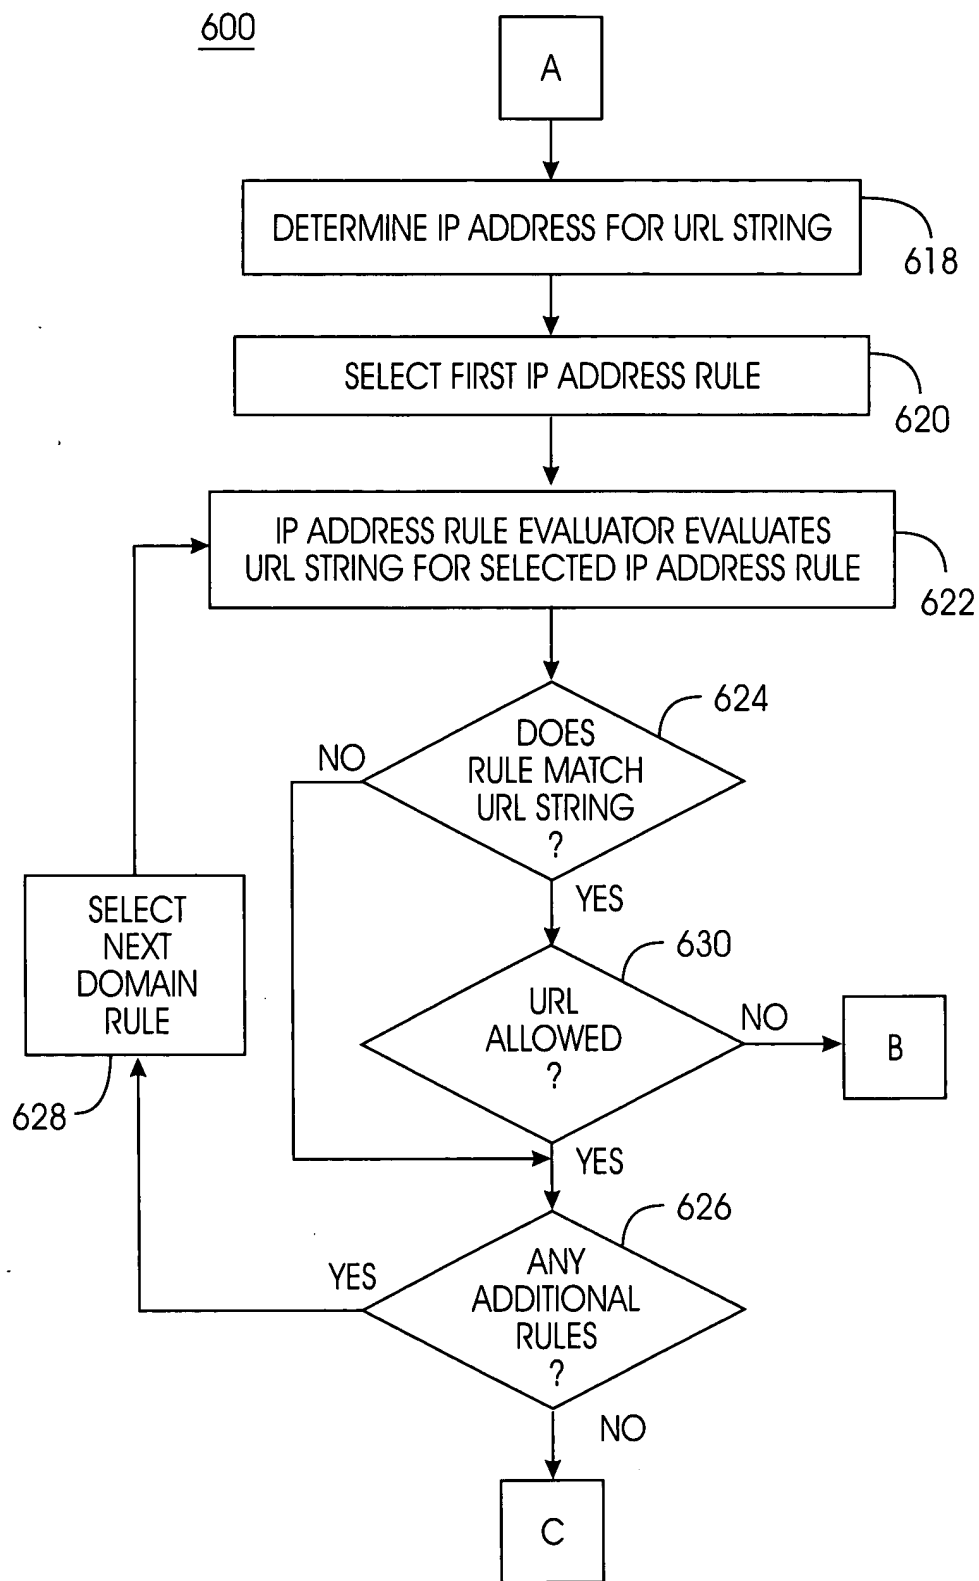 600
A
DETERMINE IP ADDRESS FOR URL STRING
618
SELECT FIRST IP ADDRESS RULE
620
IP ADDRESS RULE EVALUATOR EVALUATES
URL STRING FOR SELECTED IP ADDRESS RULE
622
624
DOES
RULE MATCH
URL STRING
?
NO
YES
SELECT
NEXT
DOMAIN
RULE
628
630
URL
ALLOWED
?
NO
B
YES
626
ANY
ADDITIONAL
RULES
?
YES
NO
C